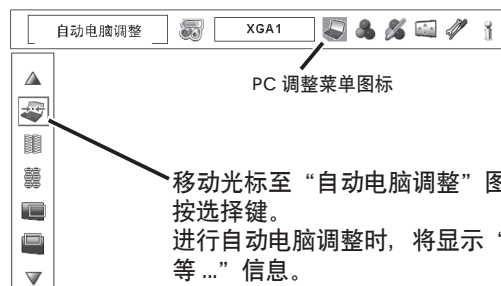 自动电脑调整
XGA1
PC 调整菜单图标
移动光标至“自动电脑调整”图
按选择键。
进行自动电脑调整时，将显示“
等 ...”信息。